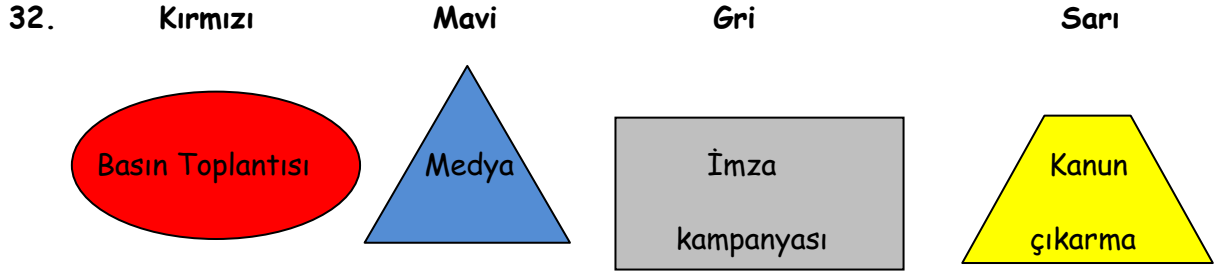 32. Kırmızı Mavi Gri Sarı
Basın Toplantısı Medya İmza Kanun
kampanyası çıkarma